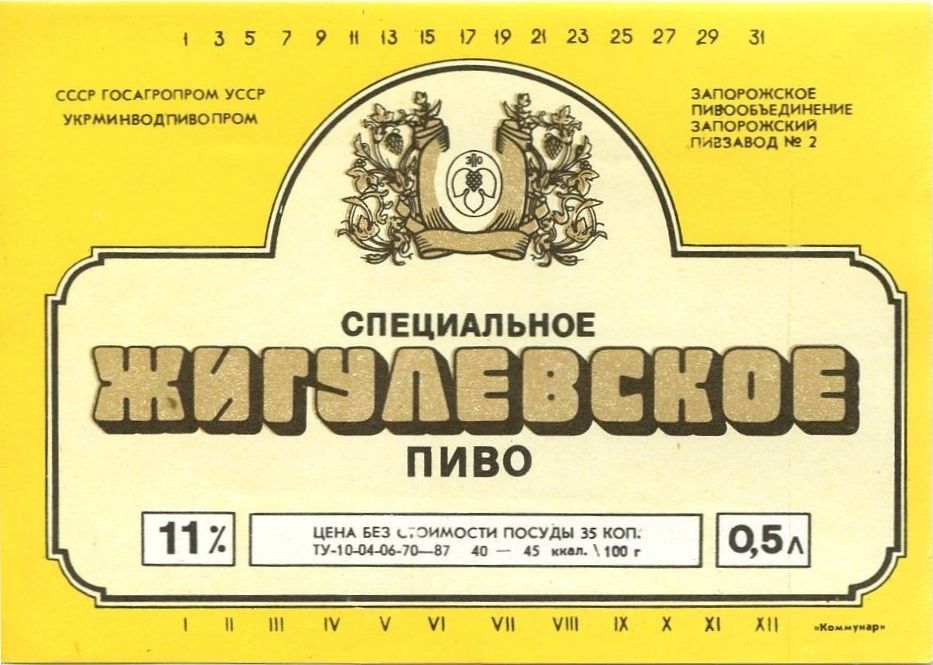 1 3 5 7 9 11 13 15 17 19 21 23 25 27 29 31
СССР ГОСАГРОПРОМ УССР
УКРМИНВОДПИВОПРОМ
ЗАПОРОЖСКОЕ
ПИВООБЪЕДИНЕНИЕ
ЗАПОРОЖСКИЙ
ПИВЗАВОД № 2
СПЕЦИАЛЬНОЕ
ЖИГУЛЕВСКОЕ
ПИВО
11%
ЦЕНА БЕЗ СТОИМОСТИ ПОСУДЫ 35 КОП.
ТУ-10-04-06-70—87 40 — 45 ккал. \ 100 г
0,5 л
I II III IV V VI VII VIII IX X XI XII
«Коммунар»